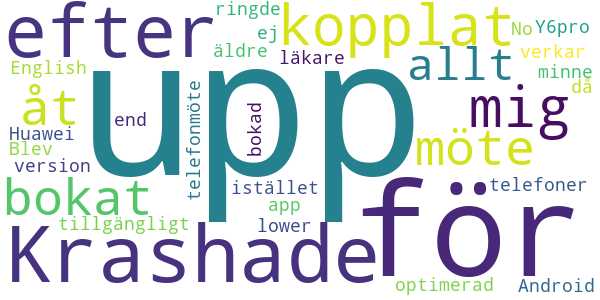 ringde
efter
kopplat
No
Y6pro
ej
äldre
läkare
allt
verkar
English
upp
minne
åt
telefonmöte
mig
då
end
bokad
Huawei
Blev
möte
version
bokat
istället
för
telefoner
app
tillgängligt
lower
Krashade
optimerad
Android